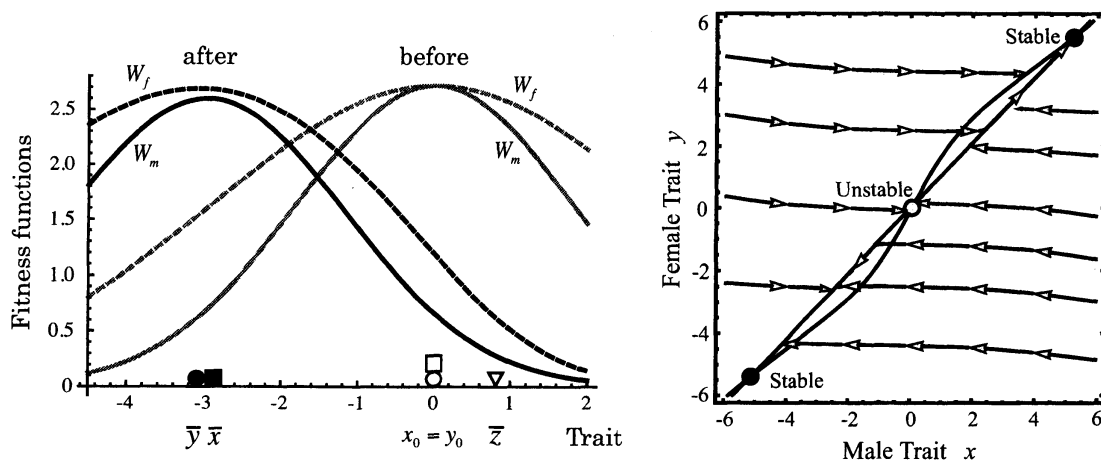 after before
W_f
W_f
W_m
W_m
Fitness functions
2.5
2.0
1.5
1.0
0.5
0
-4 -3 -2 -1 0 1 2
ȳ x̄ x₀ = y₀ z̄ Trait
6
4
2
0
-2
-4
-6
Female Trait y
Stable
Unstable
Stable
-6 -4 -2 0 2 4 6
Male Trait x